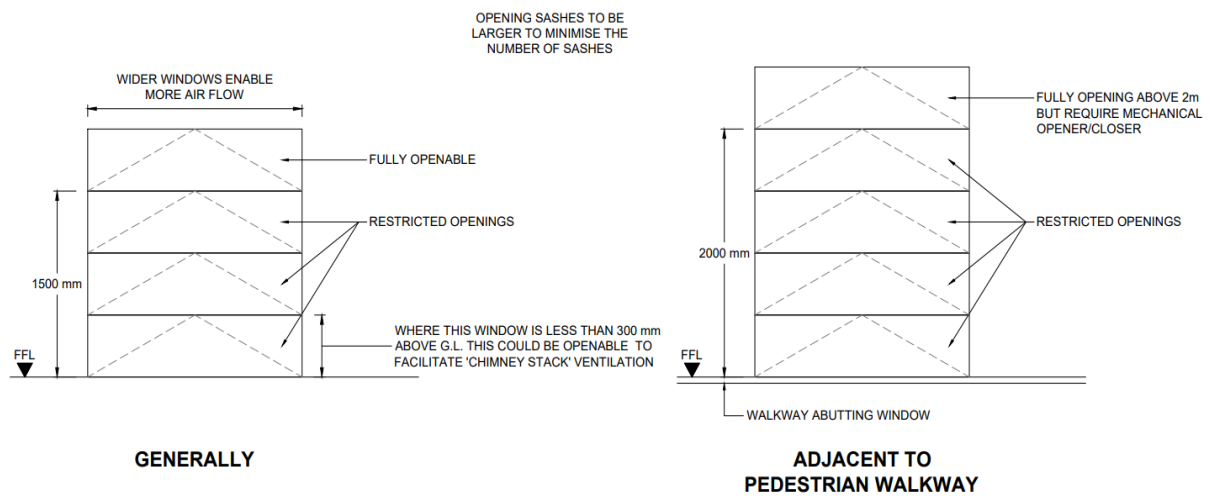 OPENING SASHES TO BE
LARGER TO MINIMISE THE
NUMBER OF SASHES
WIDER WINDOWS ENABLE
MORE AIR FLOW
FULLY OPENABLE
RESTRICTED OPENINGS
1500 mm
WHERE THIS WINDOW IS LESS THAN 300 mm
ABOVE G.L. THIS COULD BE OPENABLE TO
FACILITATE 'CHIMNEY STACK' VENTILATION
FFL
GENERALLY
FULLY OPENING ABOVE 2m
BUT REQUIRE MECHANICAL
OPENER/CLOSER
RESTRICTED OPENINGS
2000 mm
FFL
WALKWAY ABUTTING WINDOW
ADJACENT TO
PEDESTRIAN WALKWAY